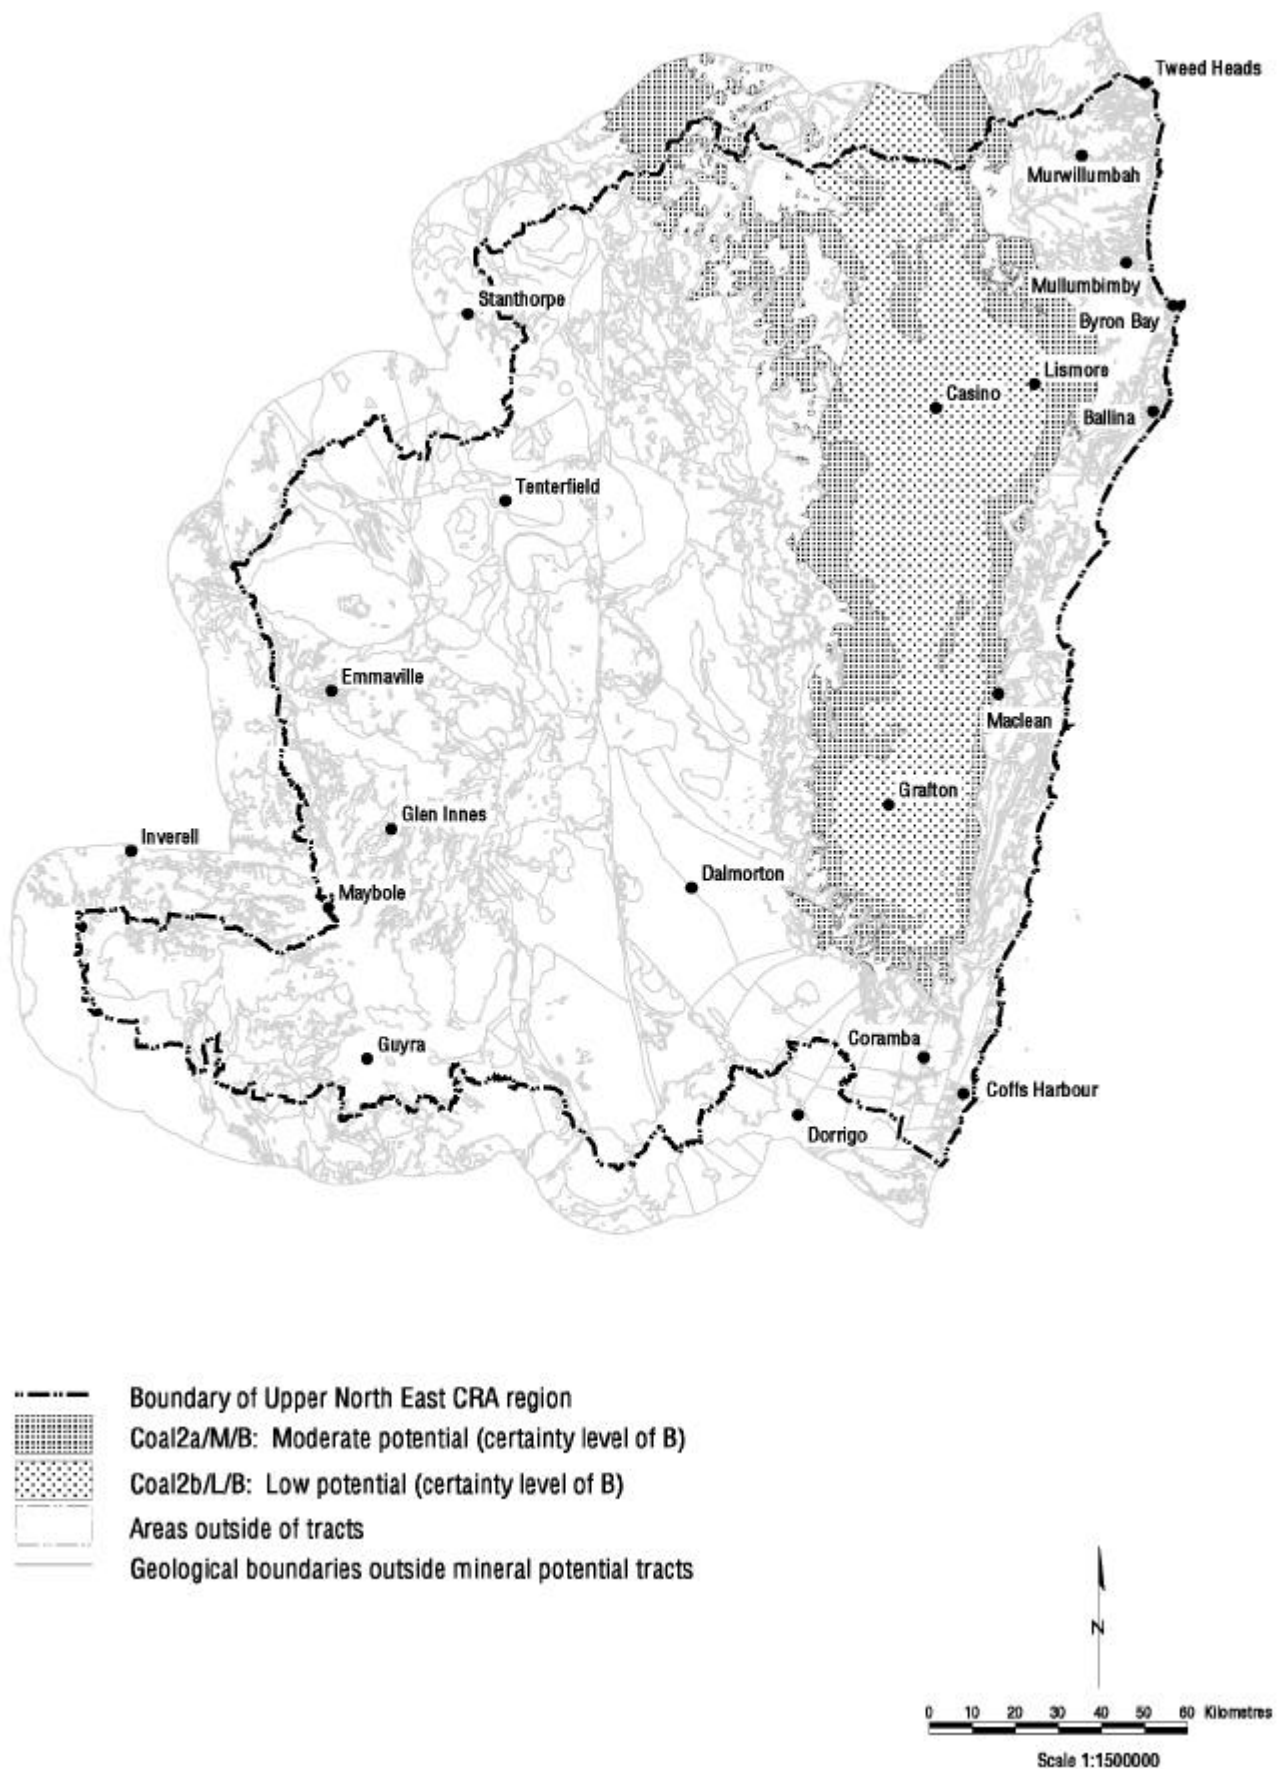 Tweed Heads
Murwillumbah
Mullumbimby
Stanthorpe
Byron Bay
Lismore
Casino
Ballina
Tenterfield
Emmaville
Maclean
Grafton
Glen Innes
Inverell
Dalmorton
Maybole
Coramba
Guyra
Coffs Harbour
Dorrigo
Boundary of Upper North East CRA region
Coal2a/M/B: Moderate potential (certainty level of B)
Coal2b/L/B: Low potential (certainty level of B)
Areas outside of tracts
Geological boundaries outside mineral potential tracts
N
0 10 20 30 40 50 60 Kilometres
Scale 1:1500000